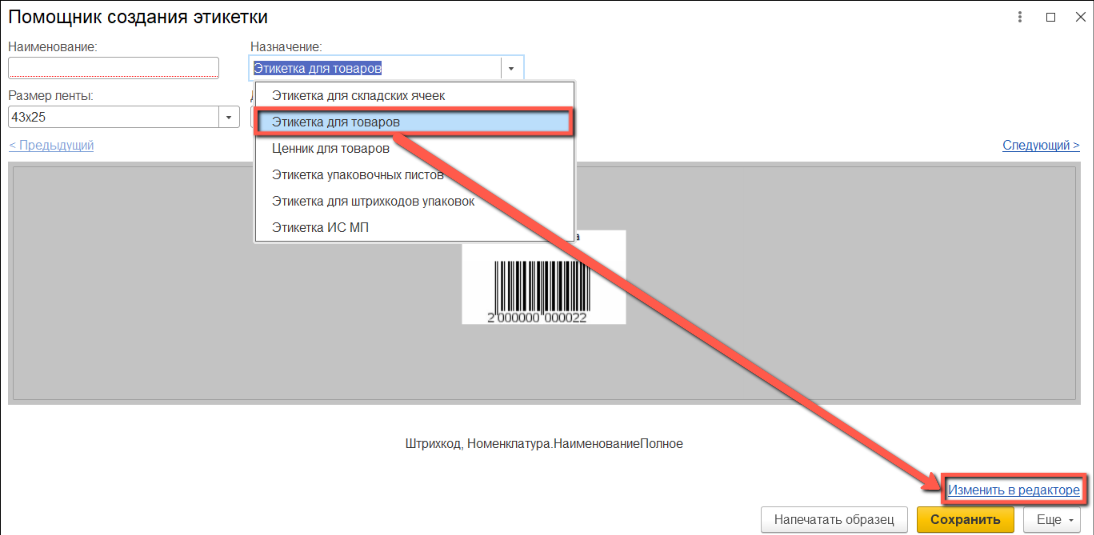 Помощник создания этикетки
Наименование:
Назначение:
Этикетка для товаров
Размер ленты:
43x25
Этикетка для складских ячеек
Этикетка для товаров
Ценник для товаров
Этикетка упаковочных листов
Этикетка для штрихкодов упаковок
Этикетка ИС МП
< Предыдущий
Следующий >
2 000000 000022
Штрихкод, Номенклатура.НаименованиеПолное
Изменить в редакторе
Напечатать образец
Сохранить
Еще